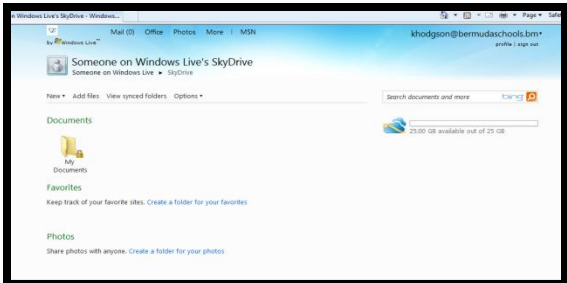 n Windows Live's SkyDrive - Windows...
Page Safe
Mail (0) Office Photos More | MSN
khodgson@bermudaschools.bm
by Windows Live™
profile | sign out
Someone on Windows Live's SkyDrive
Someone on Windows Live ► SkyDrive
New Add files View synced folders Options
Search documents and more bing
Documents
25.00 GB available out of 25 GB
My
Documents
Favorites
Keep track of your favorite sites. Create a folder for your favorites
Photos
Share photos with anyone. Create a folder for your photos